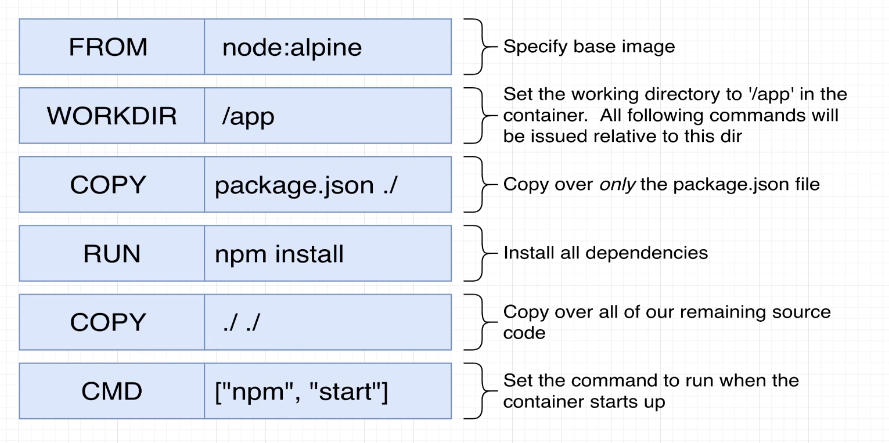 FROM node:alpine
Specify base image
WORKDIR /app
Set the working directory to '/app' in the
container. All following commands will
be issued relative to this dir
COPY package.json ./
Copy over only the package.json file
RUN npm install
Install all dependencies
COPY ./ ./
Copy over all of our remaining source
code
CMD ["npm", "start"]
Set the command to run when the
container starts up